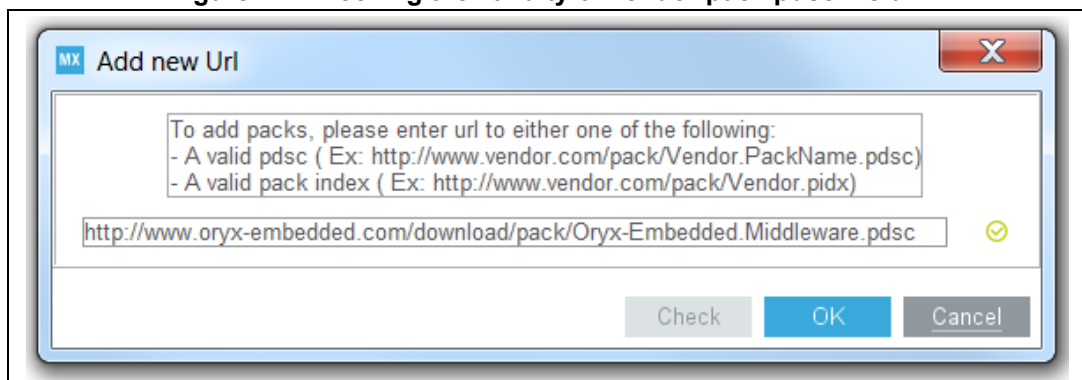 MX Add new Url
X
To add packs, please enter url to either one of the following:
- A valid pdsc ( Ex: http://www.vendor.com/pack/Vendor.PackName.pdsc)
- A valid pack index ( Ex: http://www.vendor.com/pack/Vendor.pidx)
http://www.oryx-embedded.com/download/pack/Oryx-Embedded.Middleware.pdsc
Check OK Cancel